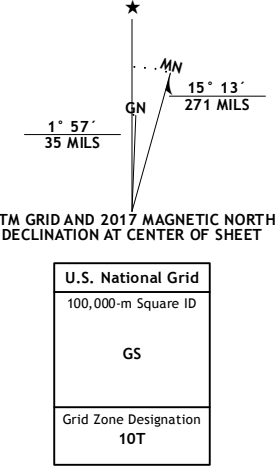 MN
15° 13´
271 MILS
GN
1° 57´
35 MILS
TM GRID AND 2017 MAGNETIC NORTH
DECLINATION AT CENTER OF SHEET
U.S. National Grid
100,000-m Square ID
GS
Grid Zone Designation
10T